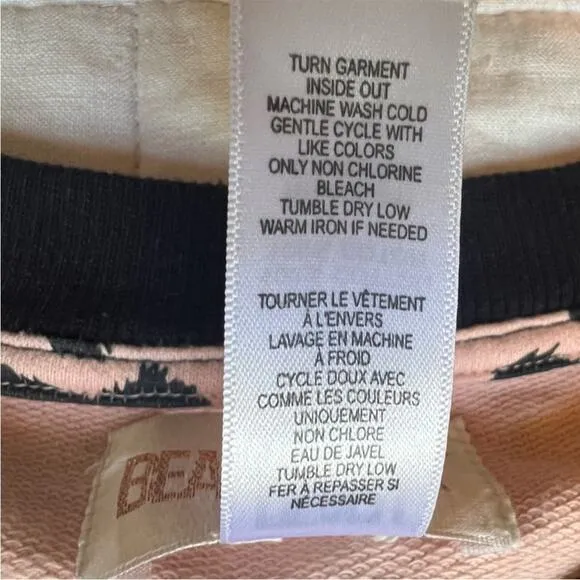 TURN GARMENT
INSIDE OUT
MACHINE WASH COLD
GENTLE CYCLE WITH
LIKE COLORS
ONLY NON CHLORINE
BLEACH
TUMBLE DRY LOW
WARM IRON IF NEEDED
TOURNER LE VÊTEMENT
À L'ENVERS
LAVAGE EN MACHINE
À FROID
CYCLE DOUX AVEC
COMME LES COULEURS
UNIQUEMENT
NON CHLORE
EAU DE JAVEL
TUMBLE DRY LOW
FER À REPASSER SI
NÉCESSAIRE